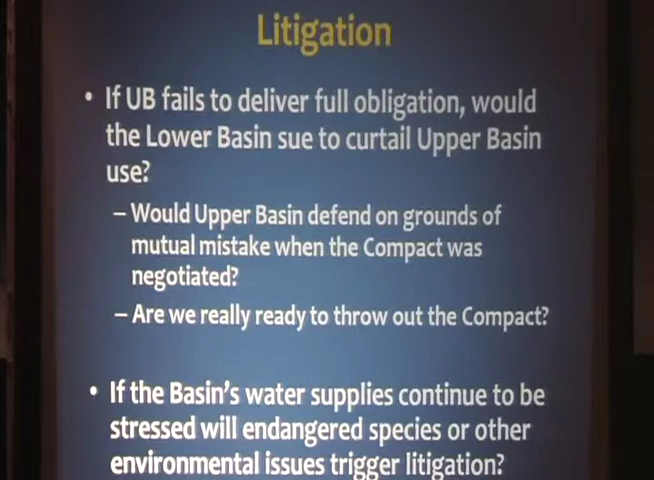 Litigation
• If UB fails to deliver full obligation, would
the Lower Basin sue to curtail Upper Basin
use?
– Would Upper Basin defend on grounds of
mutual mistake when the Compact was
negotiated?
– Are we really ready to throw out the Compact?
• If the Basin's water supplies continue to be
stressed will endangered species or other
environmental issues trigger litigation?